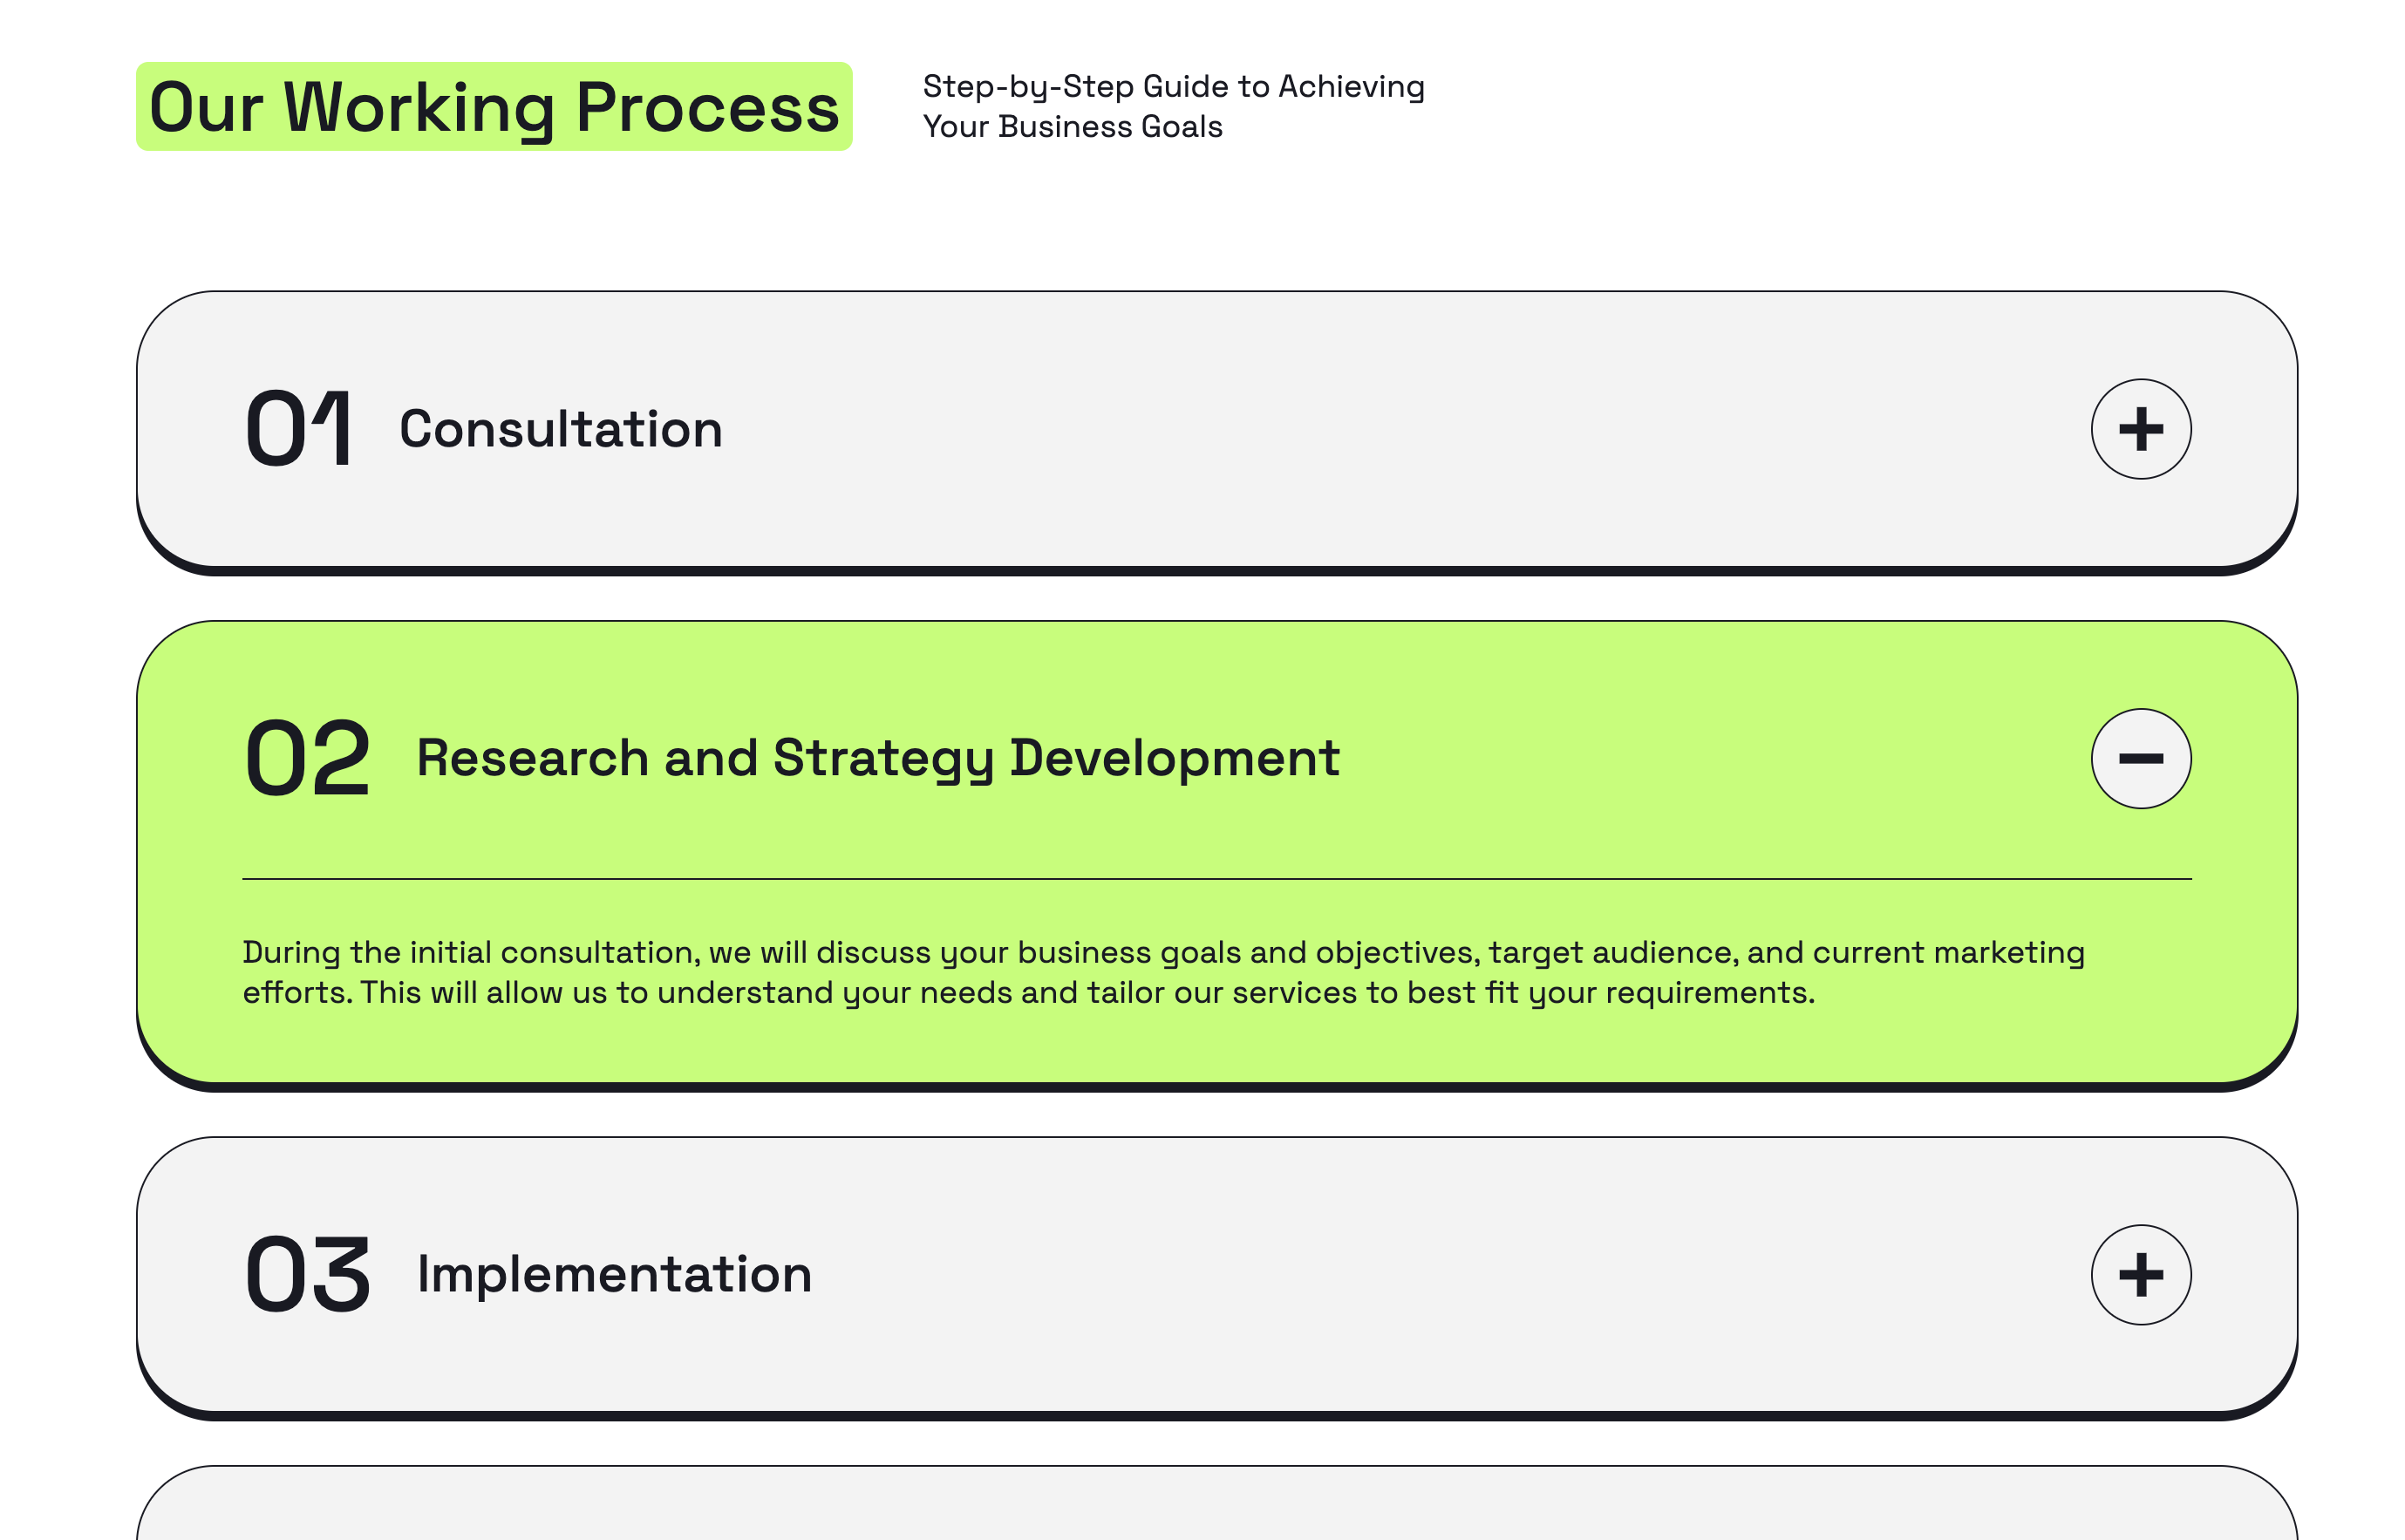 Our Working Process
Step-by-Step Guide to Achieving
Your Business Goals
01 Consultation
02 Research and Strategy Development
During the initial consultation, we will discuss your business goals and objectives, target audience, and current marketing
efforts. This will allow us to understand your needs and tailor our services to best fit your requirements.
03 Implementation